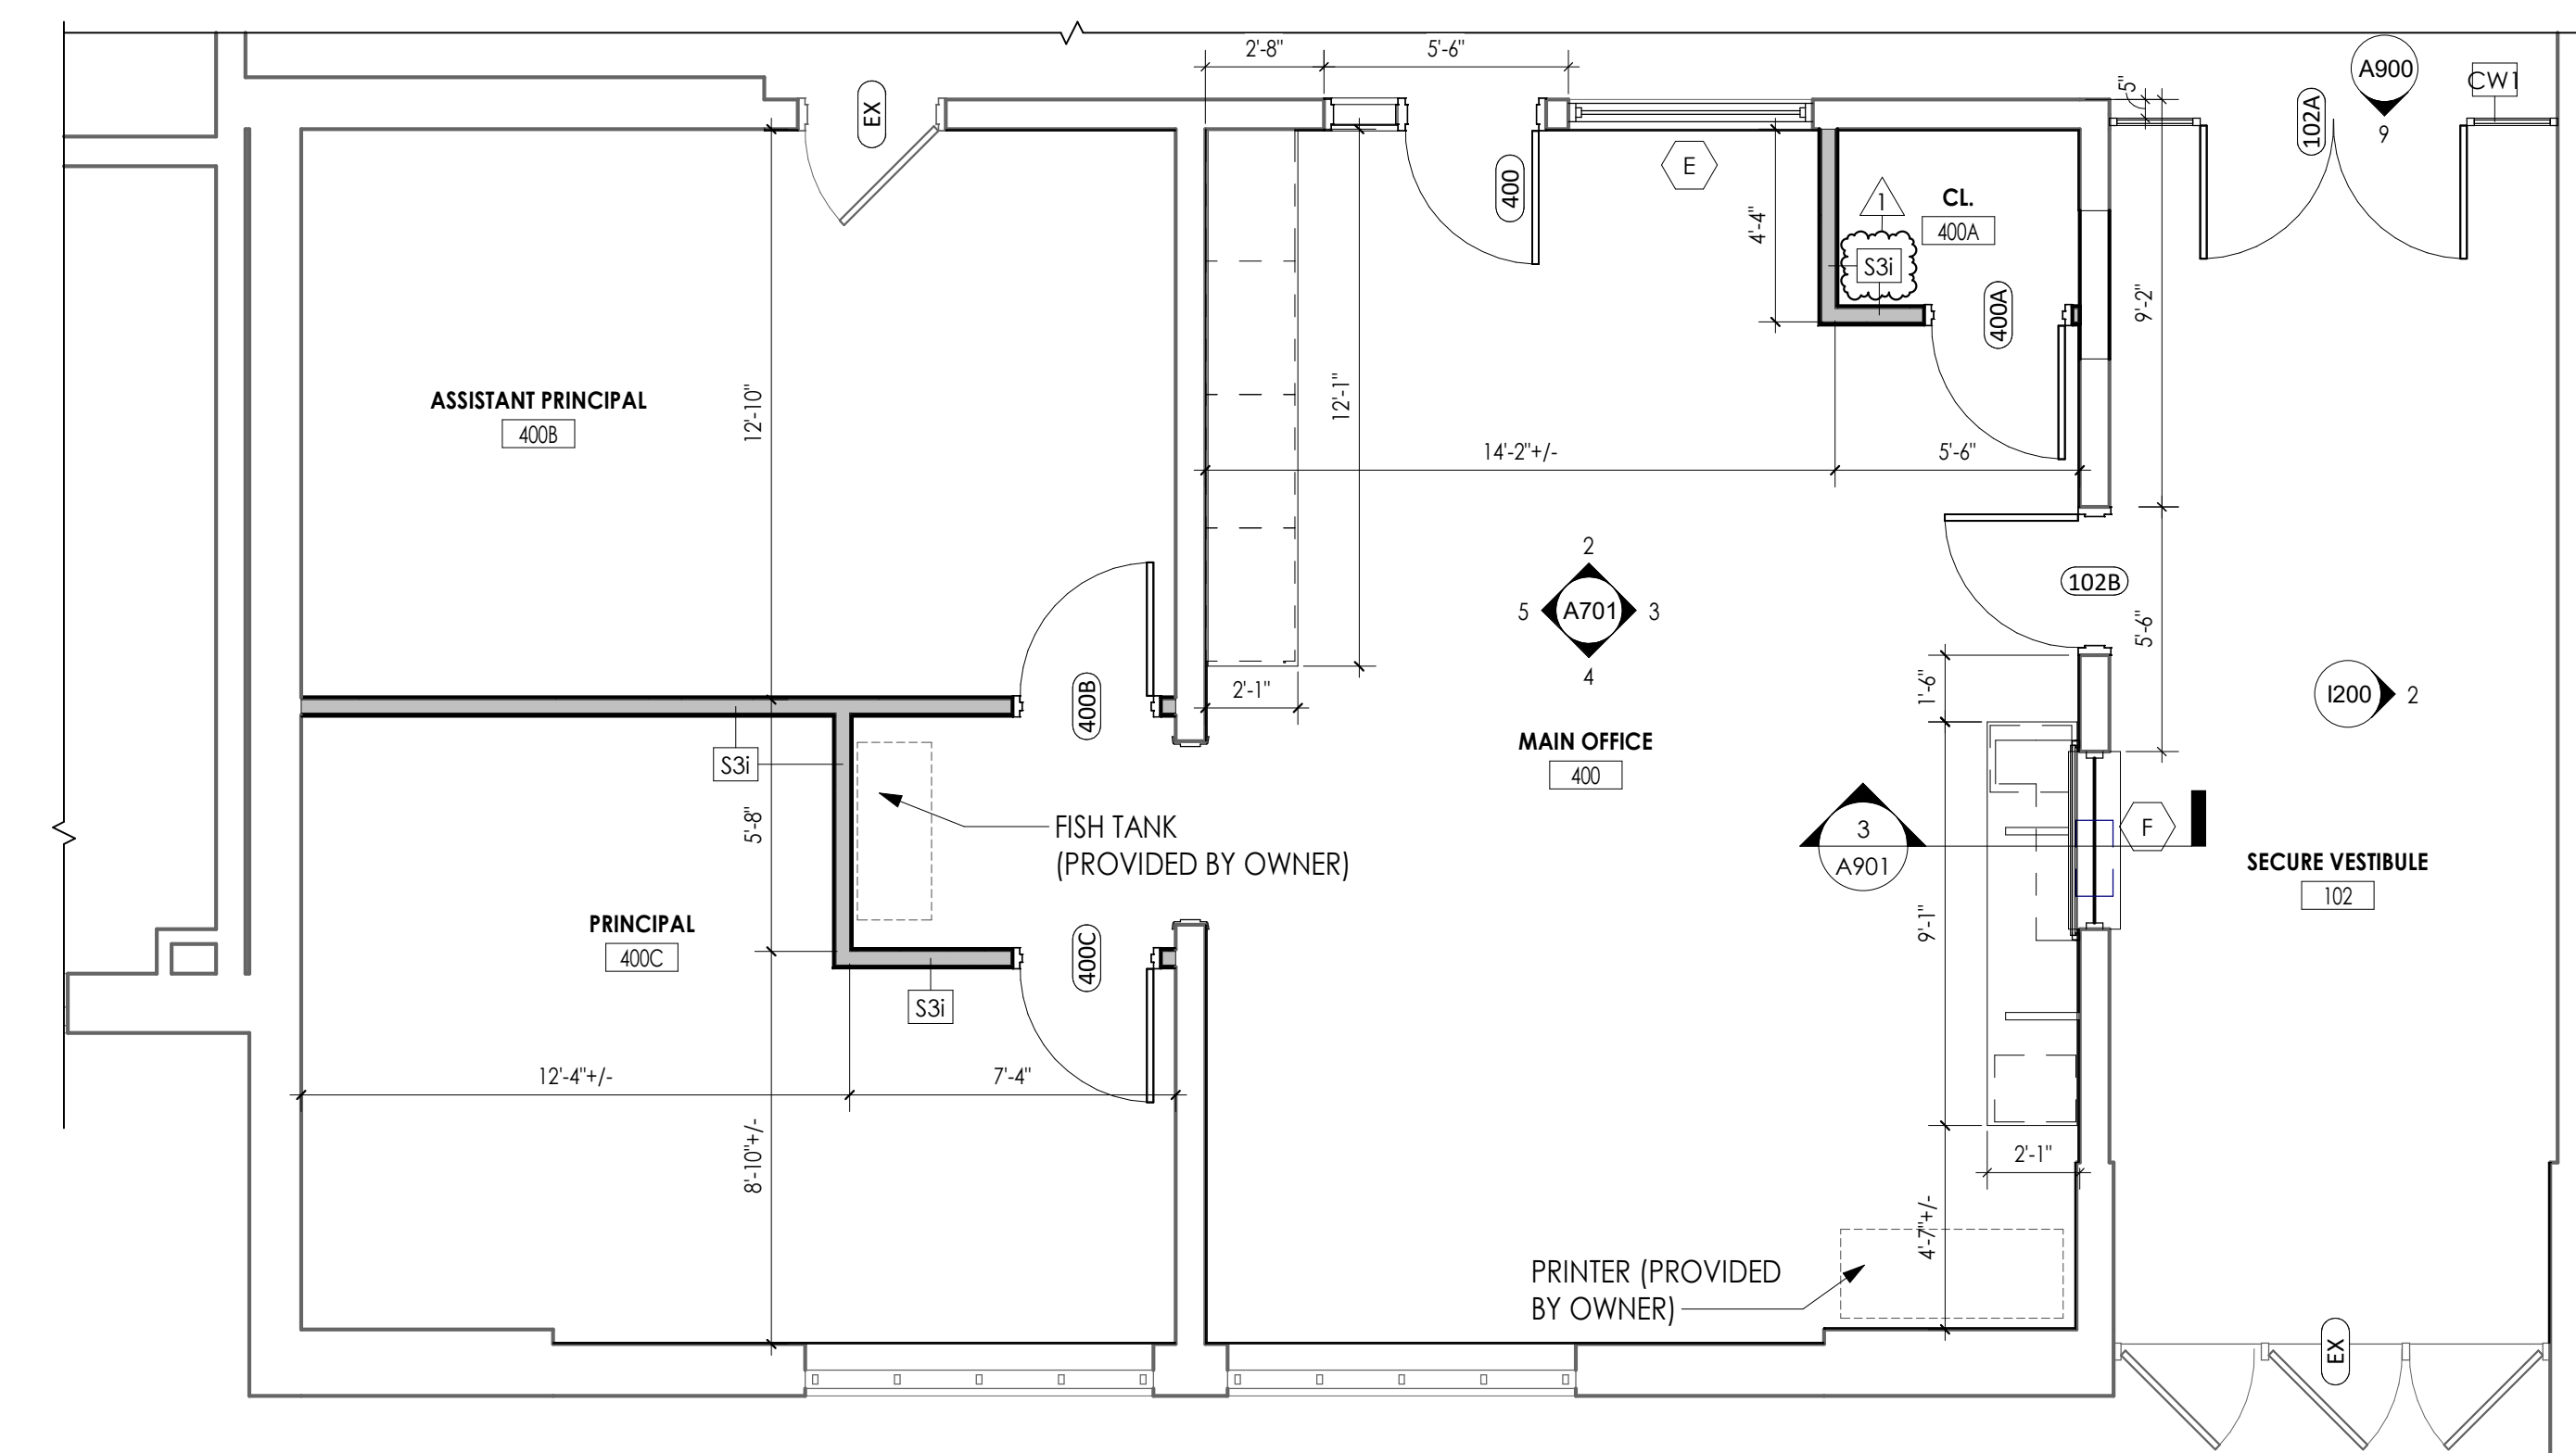 2'-8"
5'-6"
EX
400
E
1
CL.
400A
S3i
400A
4'-4"
5"
102A
A900
9
CW1
9'-2"
ASSISTANT PRINCIPAL
400B
12'-10"
12'-1"
14'-2"+/-
5'-6"
2
5
A701
3
4
102B
5'-6"
1'-6"
I200
2
400B
2'-1"
MAIN OFFICE
400
S3i
5'-8"
FISH TANK
(PROVIDED BY OWNER)
3
A901
F
SECURE VESTIBULE
102
PRINCIPAL
400C
400C
9'-1"
S3i
12'-4"+/-
7'-4"
8'-10"+/-
2'-1"
4'-7"+/-
PRINTER (PROVIDED
BY OWNER)
EX